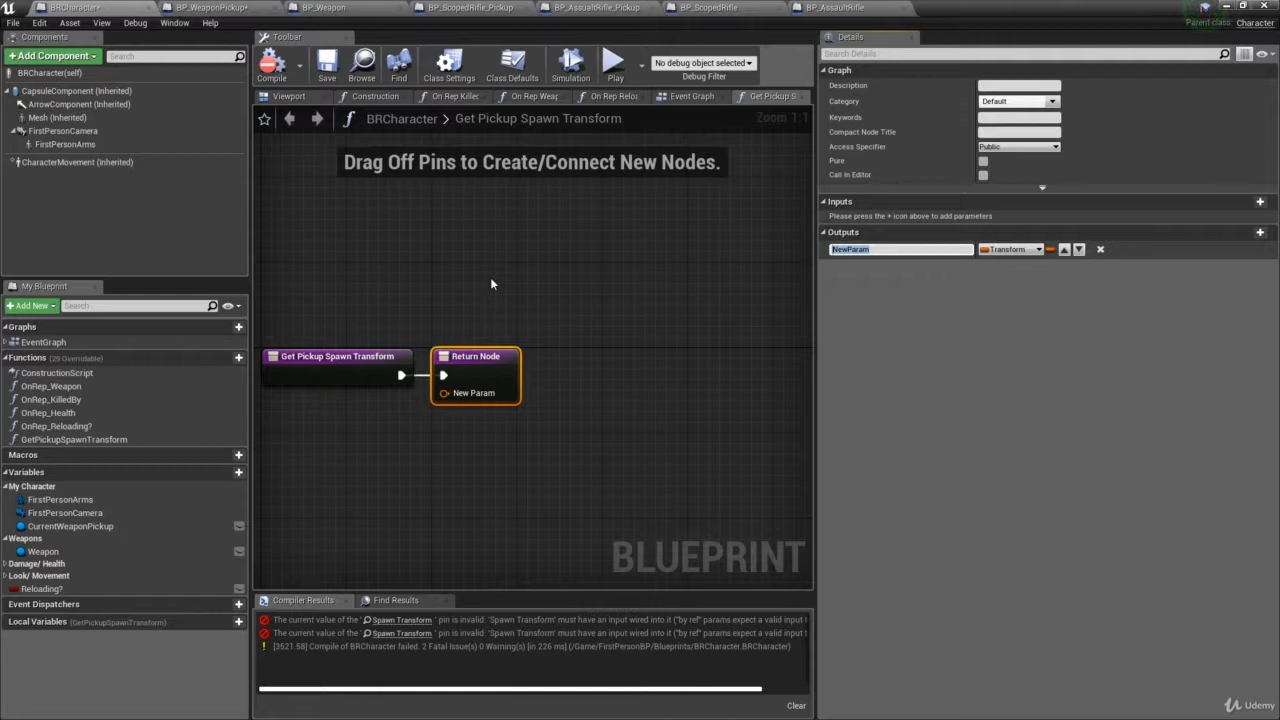 BRCharacter*
BP_WeaponPickup*
BP_Weapon
BP_ScopedRifle_Pickup
BP_AssualtRifle_Pickup
BP_ScopedRifle
BP_AssaultRifle
File Edit Asset View Debug Window Help
Parent class: Character
Components
+Add Component
Search
BRCharacter(self)
CapsuleComponent (Inherited)
ArrowComponent (Inherited)
Mesh (Inherited)
FirstPersonCamera
FirstPersonArms
CharacterMovement (Inherited)
My Blueprint
+Add New
Search
Graphs
EventGraph
Functions (29 Overridable)
ConstructionScript
OnRep_Weapon
OnRep_KilledBy
OnRep_Health
OnRep_Reloading?
GetPickupSpawnTransform
Macros
Variables
My Character
FirstPersonArms
FirstPersonCamera
CurrentWeaponPickup
Weapons
Weapon
Damage/ Health
Look/ Movement
Reloading?
Event Dispatchers
Local Variables (GetPickupSpawnTransform)
Toolbar
Compile
Save
Browse
Find
Class Settings
Class Defaults
Simulation
Play
No debug object selected
Debug Filter
Viewport
Construction
On Rep Killed
On Rep Weap
On Rep Reloa
Event Graph
Get Pickup S
BRCharacter > Get Pickup Spawn Transform
Zoom 1:1
Drag Off Pins to Create/Connect New Nodes.
Get Pickup Spawn Transform
Return Node
New Param
BLUEPRINT
Compiler Results
Find Results
The current value of the ' Spawn Transform ' pin is invalid: 'Spawn Transform' must have an input wired into it ("by ref" params expect a valid input t
The current value of the ' Spawn Transform ' pin is invalid: 'Spawn Transform' must have an input wired into it ("by ref" params expect a valid input t
[3521.58] Compile of BRCharacter failed. 2 Fatal Issue(s) 0 Warning(s) [in 226 ms] (/Game/FirstPersonBP/Blueprints/BRCharacter.BRCharacter)
Clear
Details
Search Details
Graph
Description
Category
Default
Keywords
Compact Node Title
Access Specifier
Public
Pure
Call In Editor
Inputs
Please press the + icon above to add parameters
Outputs
NewParam
Transform
Udemy